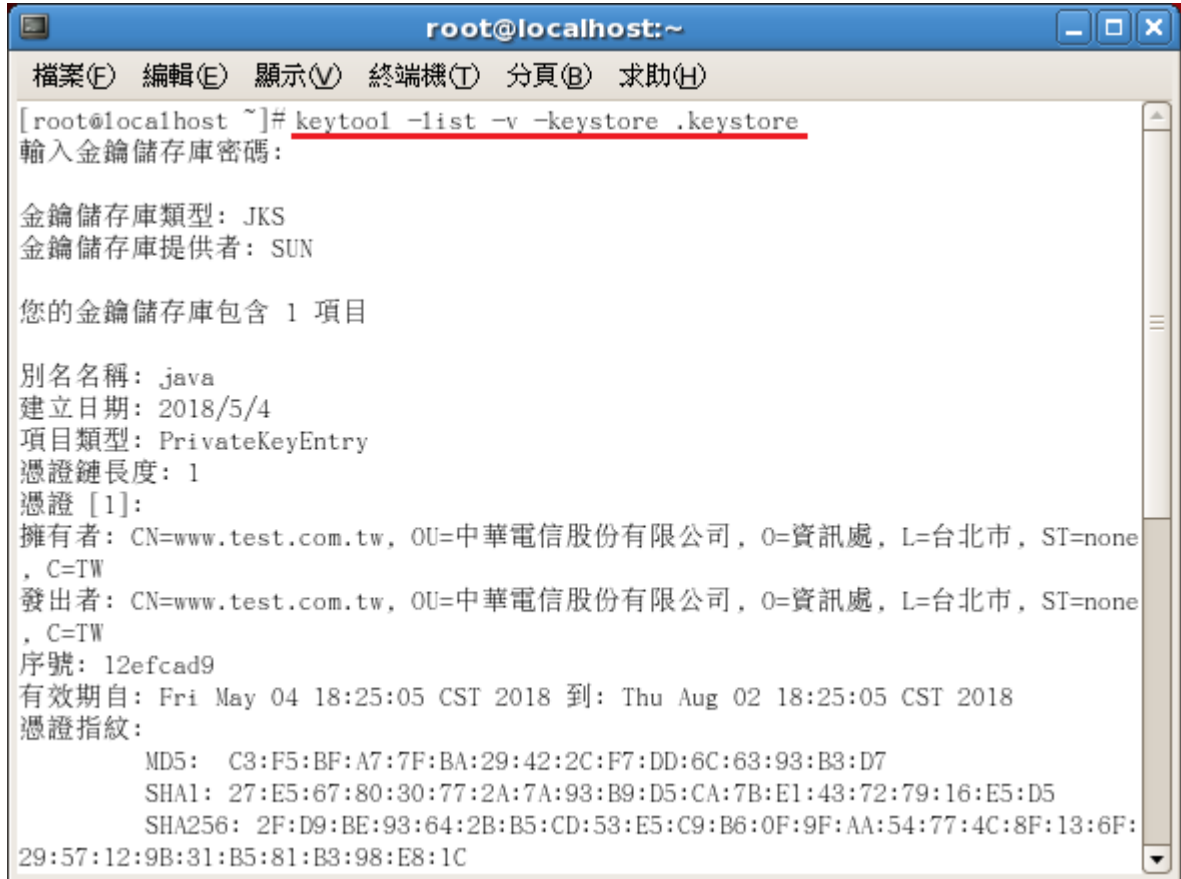 root@localhost:~
檔案(F) 編輯(E) 顯示(V) 終端機(T) 分頁(B) 求助(H)
[root@localhost ~]# keytool -list -v -keystore .keystore
輸入金鑰儲存庫密碼:
金鑰儲存庫類型: JKS
金鑰儲存庫提供者: SUN
您的金鑰儲存庫包含 1 項目
別名名稱: java
建立日期: 2018/5/4
項目類型: PrivateKeyEntry
憑證鏈長度: 1
憑證 [1]:
擁有者: CN=www.test.com.tw, OU=中華電信股份有限公司, O=資訊處, L=台北市, ST=none
, C=TW
發出者: CN=www.test.com.tw, OU=中華電信股份有限公司, O=資訊處, L=台北市, ST=none
, C=TW
序號: 12efcad9
有效期自: Fri May 04 18:25:05 CST 2018 到: Thu Aug 02 18:25:05 CST 2018
憑證指紋:
MD5: C3:F5:BF:A7:7F:BA:29:42:2C:F7:DD:6C:63:93:B3:D7
SHA1: 27:E5:67:80:30:77:2A:7A:93:B9:D5:CA:7B:E1:43:72:79:16:E5:D5
SHA256: 2F:D9:BE:93:64:2B:B5:CD:53:E5:C9:B6:0F:9F:AA:54:77:4C:8F:13:6F:
29:57:12:9B:31:B5:81:B3:98:E8:1C